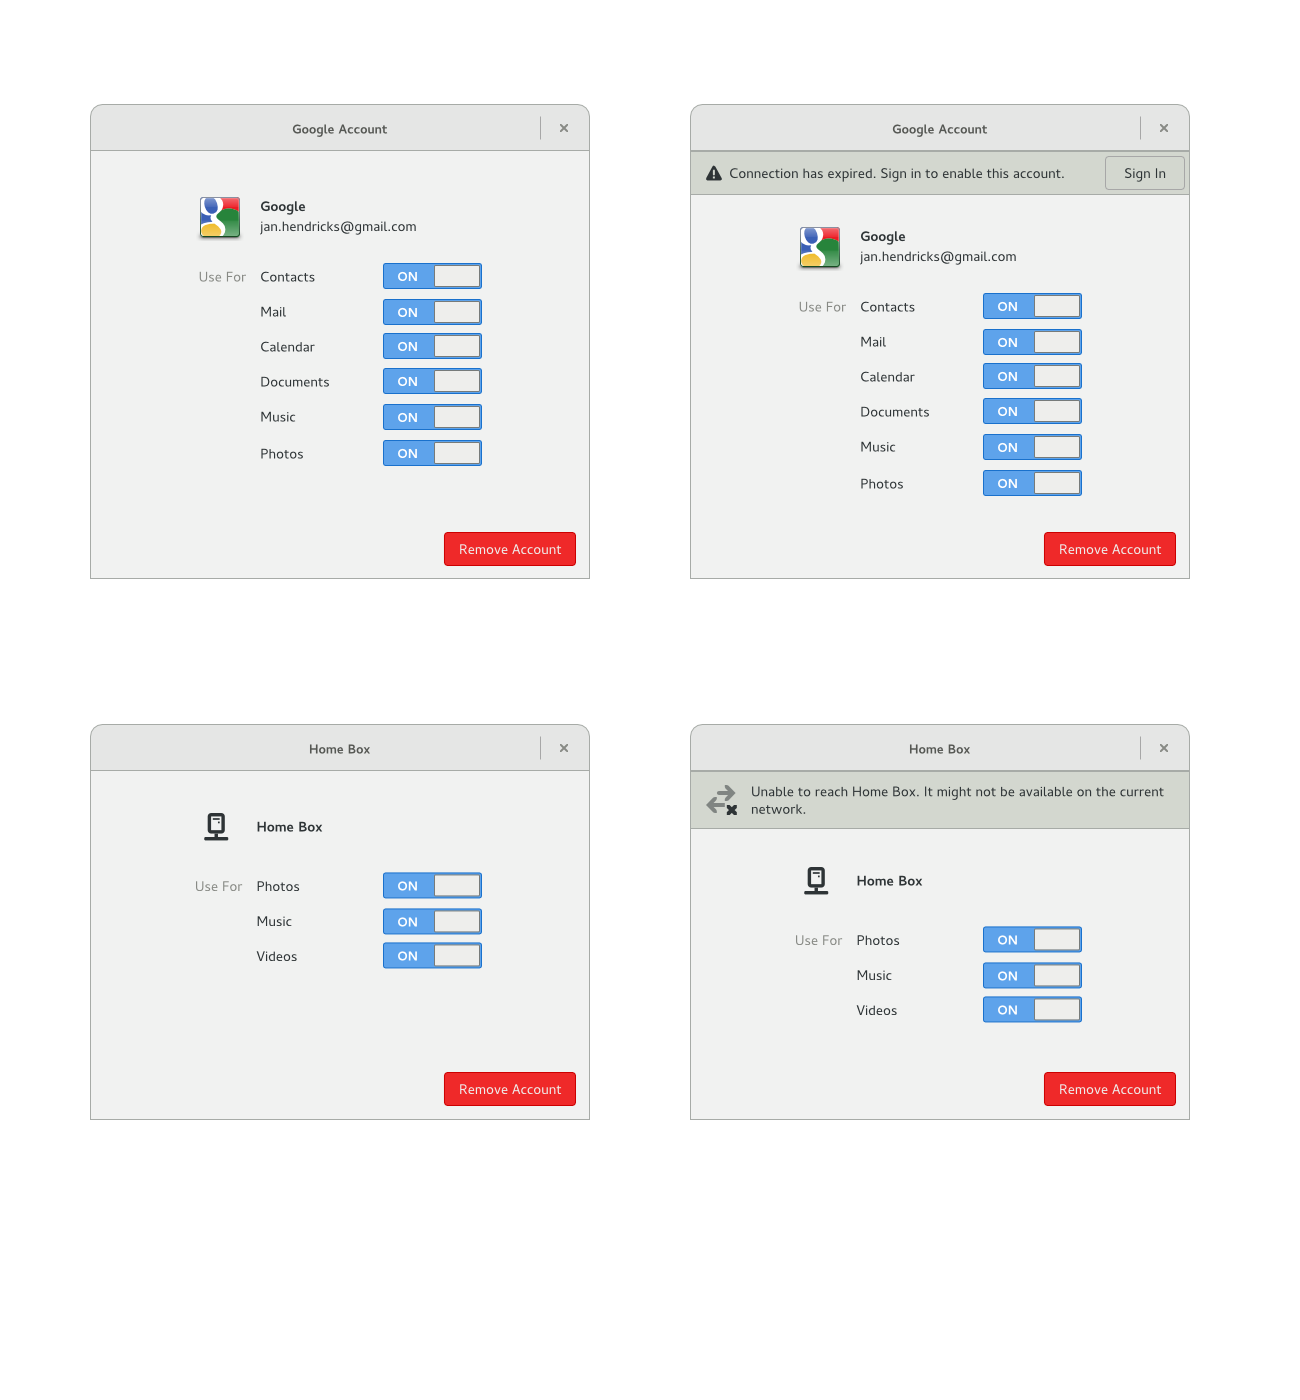 Google Account
Google
jan.hendricks@gmail.com
Use For Contacts ON
Mail ON
Calendar ON
Documents ON
Music ON
Photos ON
Remove Account
Google Account
Connection has expired. Sign in to enable this account. Sign In
Google
jan.hendricks@gmail.com
Use For Contacts ON
Mail ON
Calendar ON
Documents ON
Music ON
Photos ON
Remove Account
Home Box
Home Box
Use For Photos ON
Music ON
Videos ON
Remove Account
Home Box
Unable to reach Home Box. It might not be available on the current
network.
Home Box
Use For Photos ON
Music ON
Videos ON
Remove Account